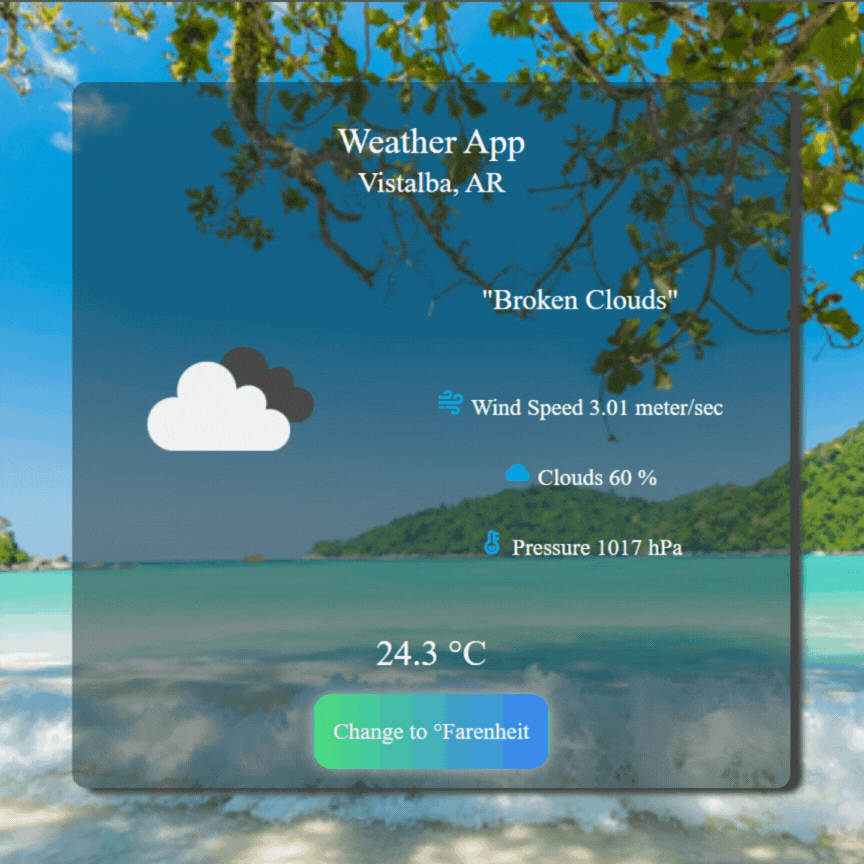 Weather App
Vistalba, AR
"Broken Clouds"
Wind Speed 3.01 meter/sec
Clouds 60 %
Pressure 1017 hPa
24.3 °C
Change to °Farenheit